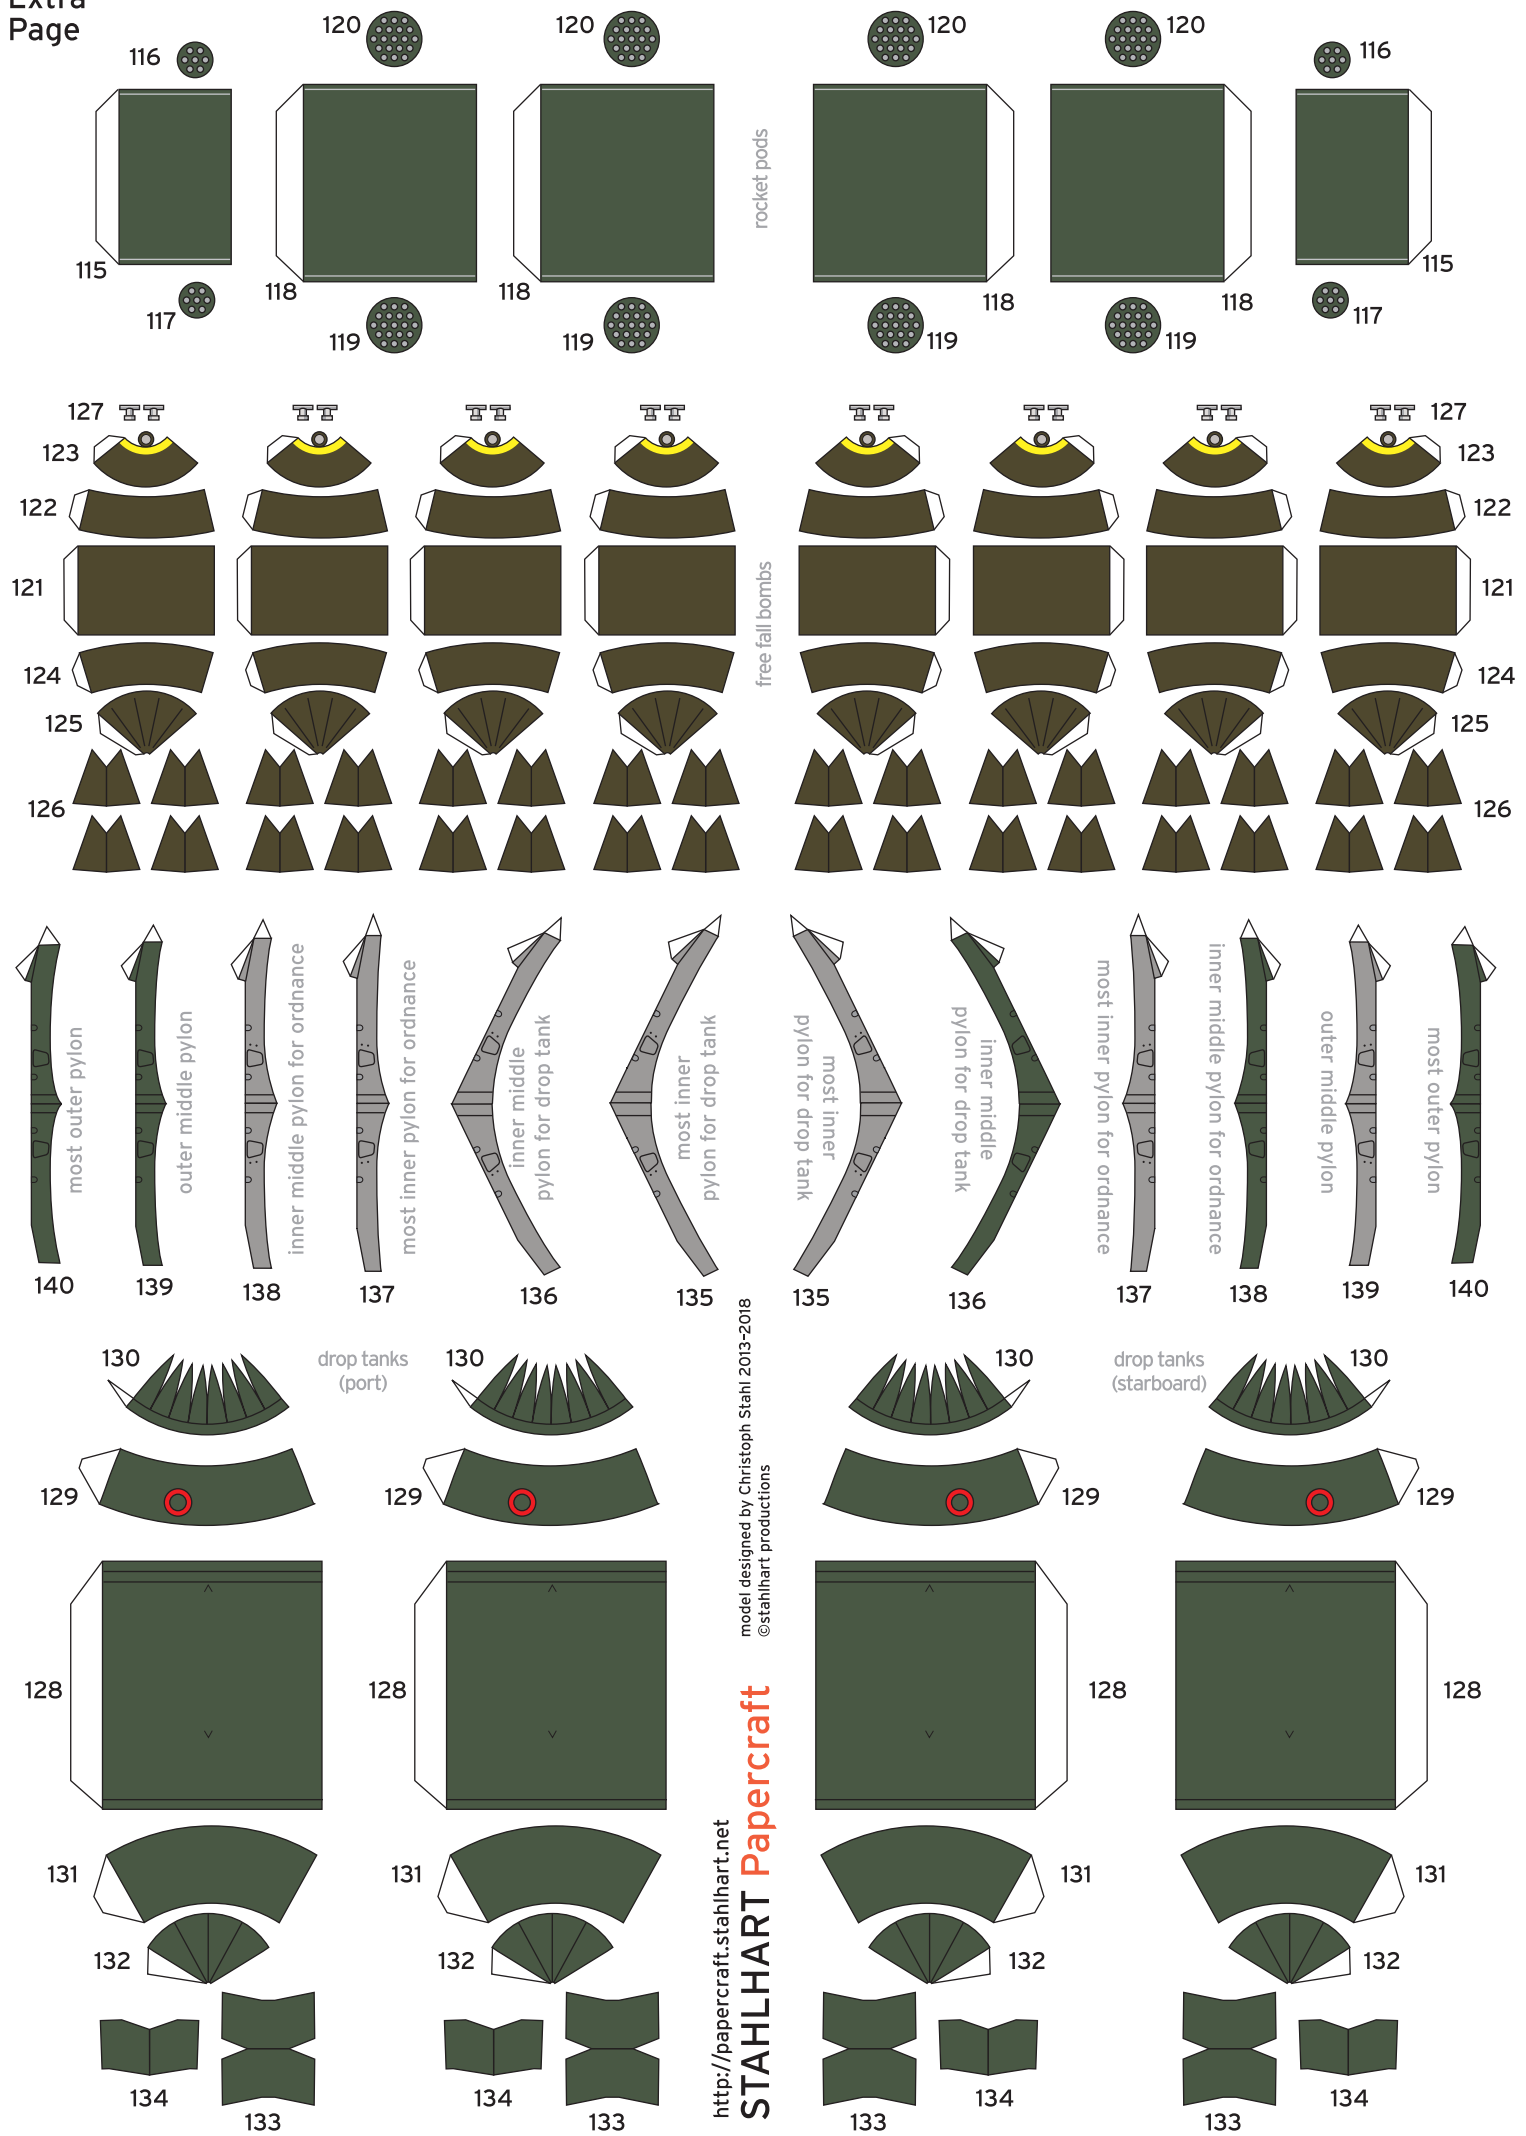 Extra
Page
116
120
120
120
120
116
rocket pods
115
118
118
118
118
115
117
119
119
119
119
117
127
127
123
123
122
122
121
121
free fall bombs
124
124
125
125
126
126
most outer pylon
outer middle pylon
inner middle pylon for ordnance
most inner pylon for ordnance
inner middle
pylon for drop tank
most inner
pylon for drop tank
most inner
pylon for drop tank
inner middle
pylon for drop tank
most inner pylon for ordnance
inner middle pylon for ordnance
outer middle pylon
most outer pylon
140
139
138
137
136
135
135
136
137
138
139
140
130
drop tanks
(port)
130
130
drop tanks
(starboard)
130
129
129
129
129
model designed by Christoph Stahl 2013-2018
©stahlhart productions
128
128
128
128
http://papercraft.stahlhart.net
STAHLHART Papercraft
131
131
131
131
132
132
132
132
134
133
134
133
133
134
133
134